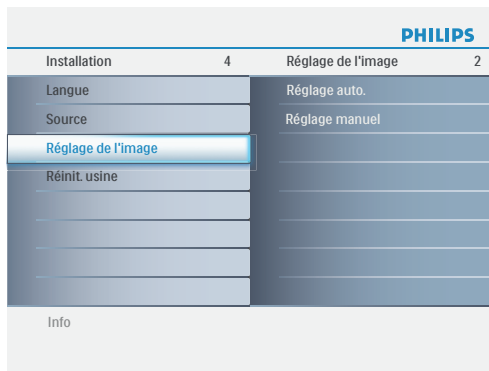 PHILIPS
Installation 4 Réglage de l'image 2
Langue Réglage auto.
Source Réglage manuel
Réglage de l'image
Réinit. usine
Info